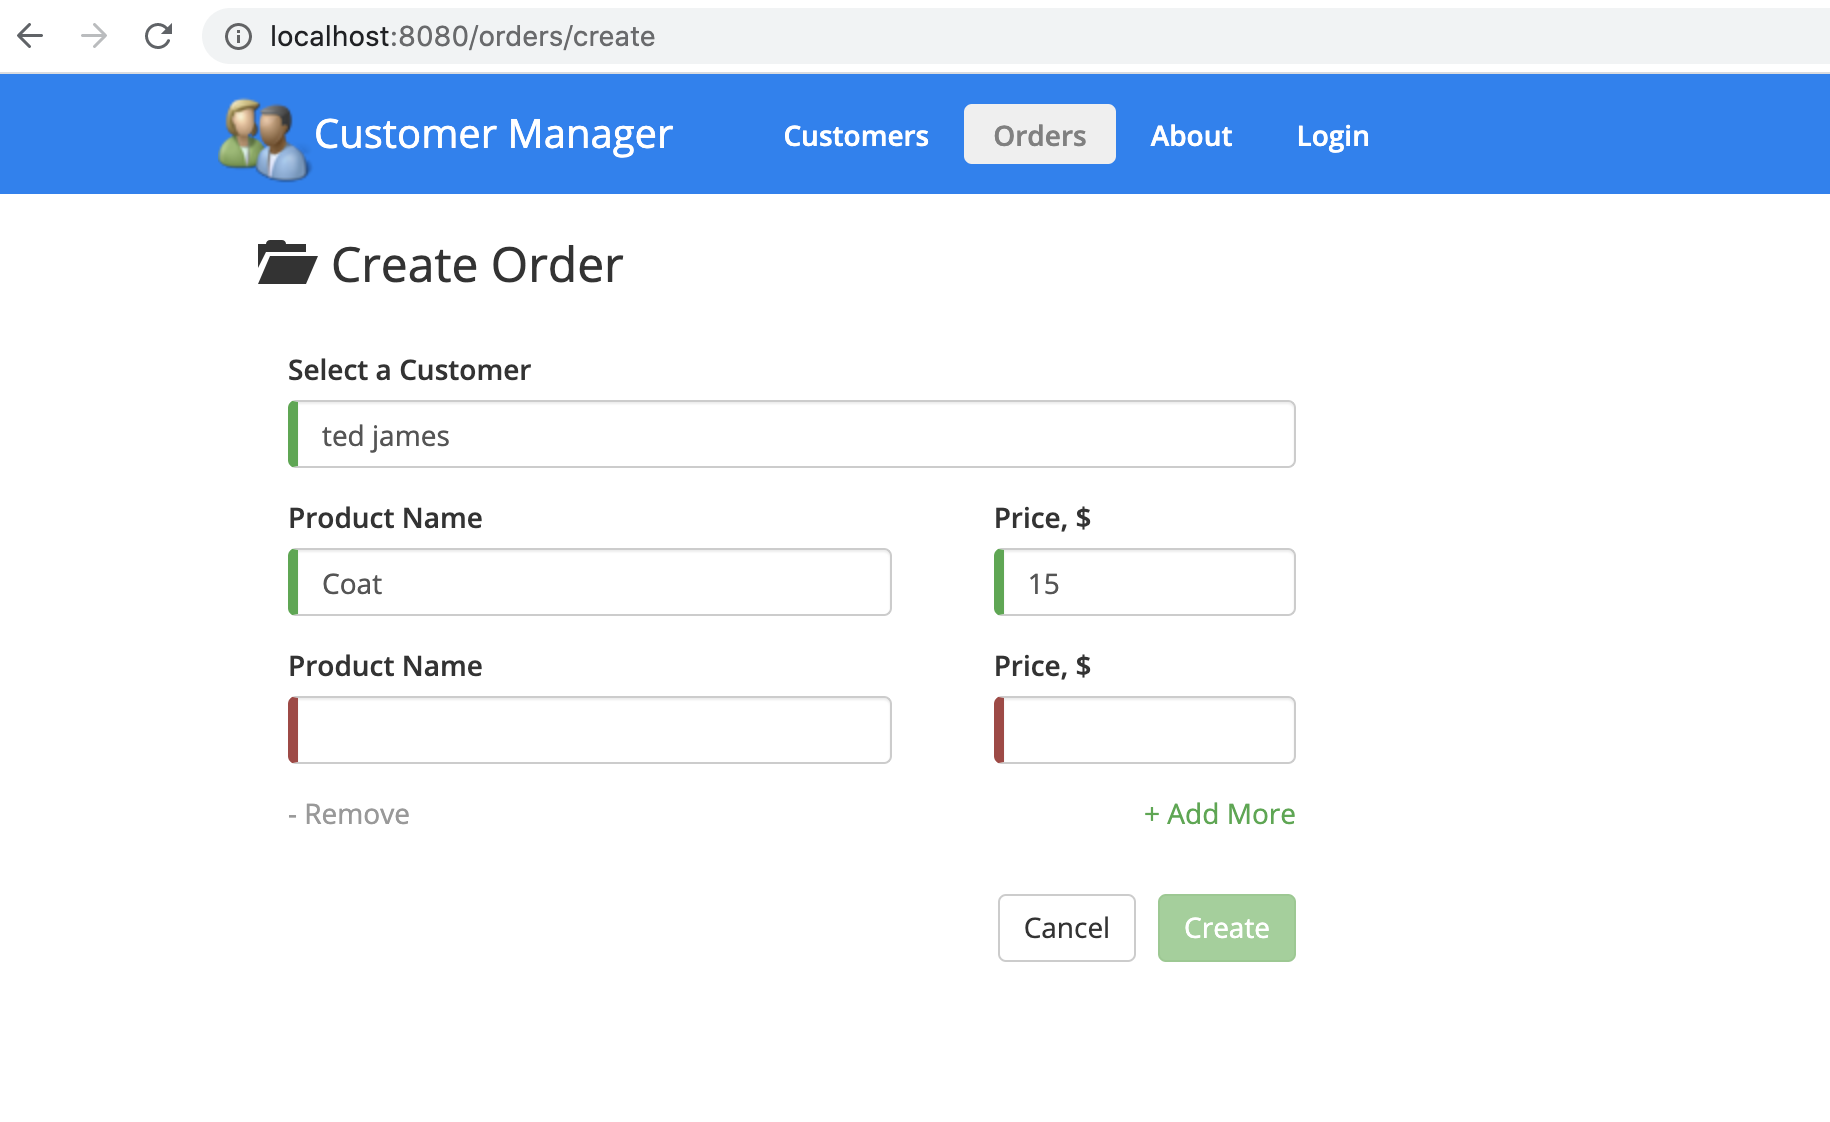 localhost:8080/orders/create
Customer Manager Customers Orders About Login
Create Order
Select a Customer
ted james
Product Name Price, $
Coat 15
Product Name Price, $
- Remove + Add More
Cancel Create